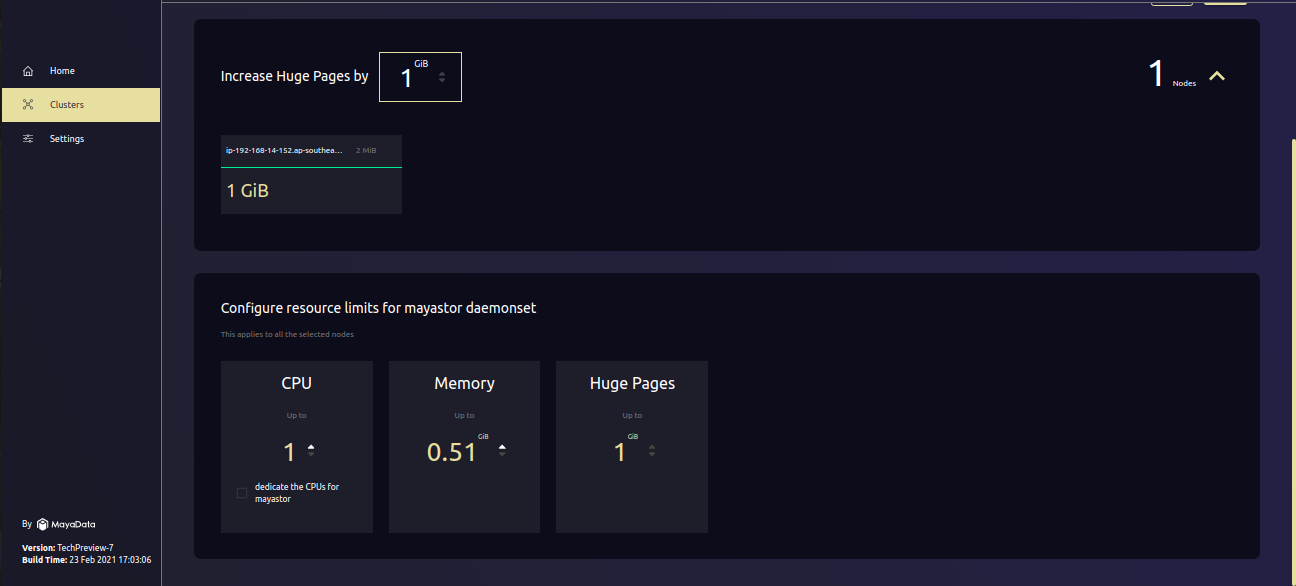 Home
Clusters
Settings
Increase Huge Pages by
GiB
1
1 Nodes
ip-192-168-14-152.ap-southea... 2 MiB
1 GiB
Configure resource limits for mayastor daemonset
This applies to all the selected nodes
CPU
Up to
1
dedicate the CPUs for
mayastor
Memory
Up to
GiB
0.51
Huge Pages
Up to
GiB
1
By MayaData
Version: TechPreview-7
Build Time: 23 Feb 2021 17:03:06